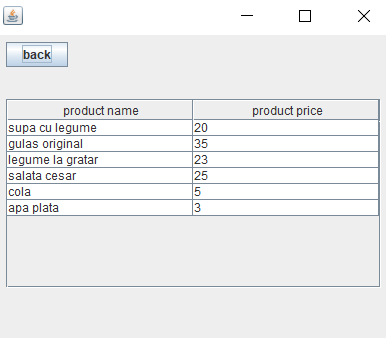 back
product name product price
supa cu legume 20
gulas original 35
legume la gratar 23
salata cesar 25
cola 5
apa plata 3